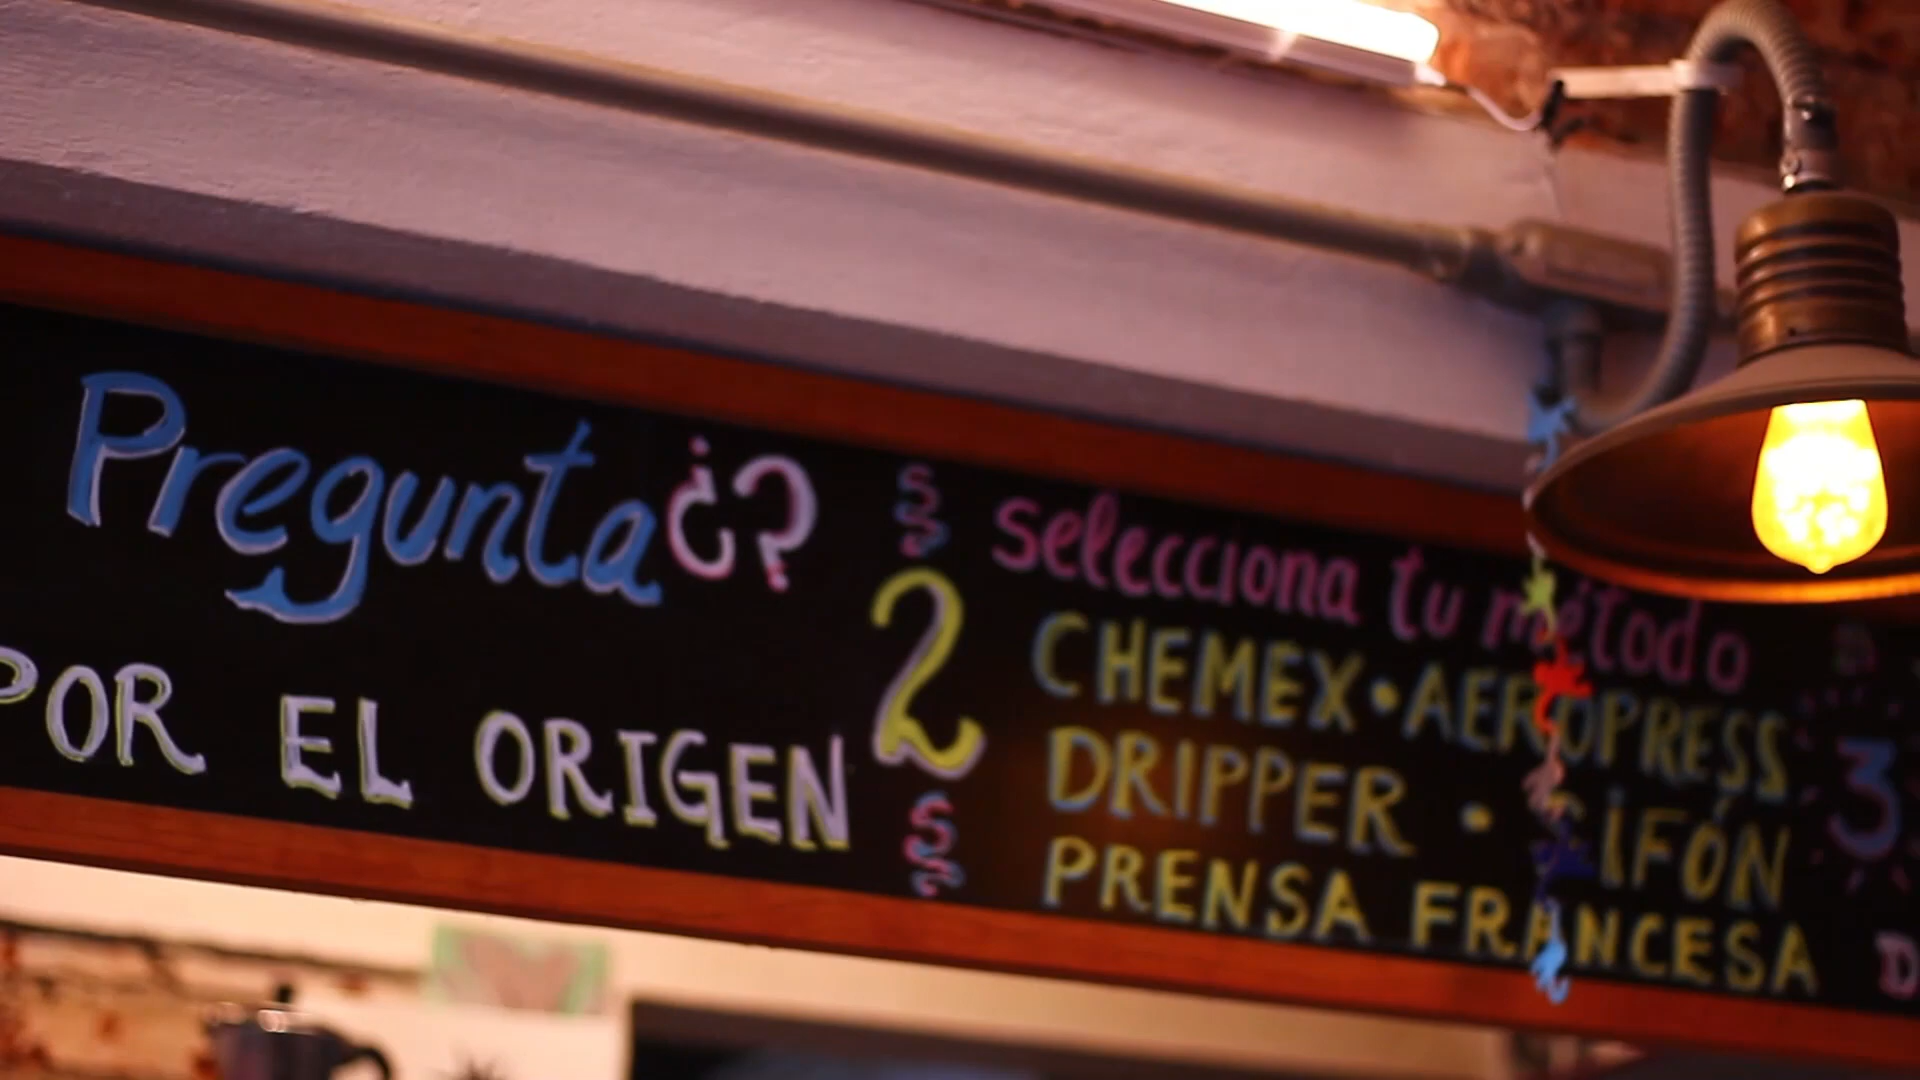 Pregunta ¿?
POR EL ORIGEN
2
selecciona tu método
CHEMEX • AEROPRESS
DRIPPER • SIFÓN
PRENSA FRANCESA
3
D